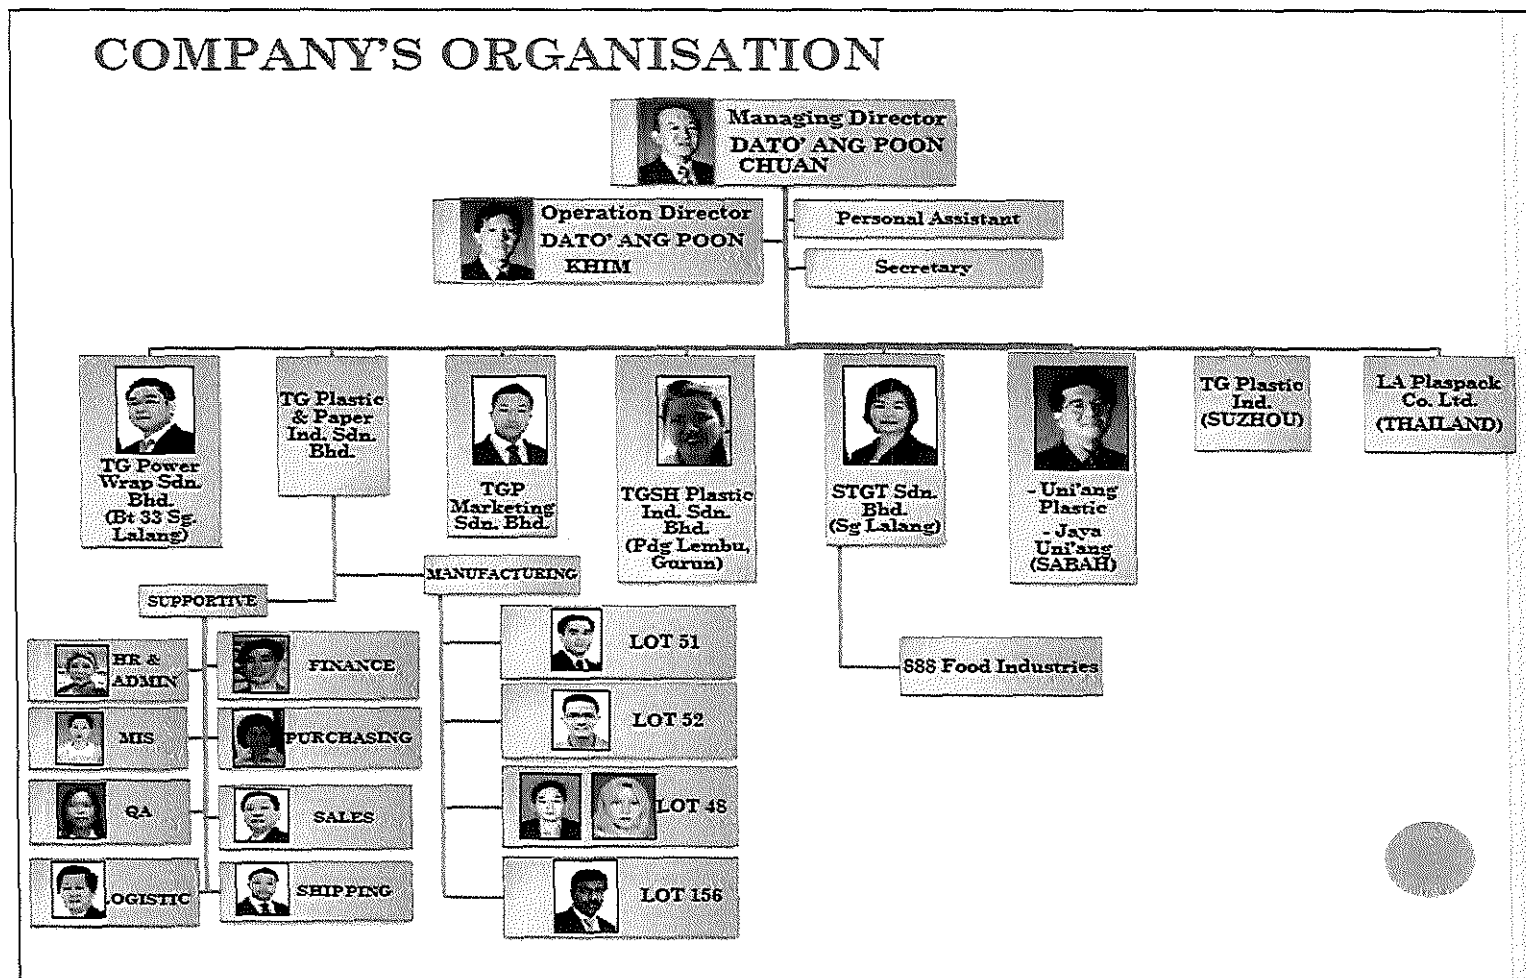 COMPANY'S ORGANISATION
Managing Director
DATO' ANG POON
CHUAN
Operation Director
DATO' ANG POON
KHIM
Personal Assistant
Secretary
TG Power
Wrap Sdn.
Bhd.
(Bt 33 Sg.
Lalang)
TG Plastic
& Paper
Ind. Sdn.
Bhd.
TGP
Marketing
Sdn. Bhd.
TGSH Plastic
Ind. Sdn.
Bhd.
(Pdg Lembu,
Gurun)
STGT Sdn.
Bhd.
(Sg Lalang)
- Uni'ang
Plastic
- Jaya
Uni'ang
(SABAH)
TG Plastic
Ind.
(SUZHOU)
LA Plaspack
Co. Ltd.
(THAILAND)
SUPPORTIVE
MANUFACTURING
HR &
ADMIN
FINANCE
MIS
PURCHASING
QA
SALES
LOGISTIC
SHIPPING
LOT 51
LOT 52
LOT 48
LOT 156
888 Food Industries